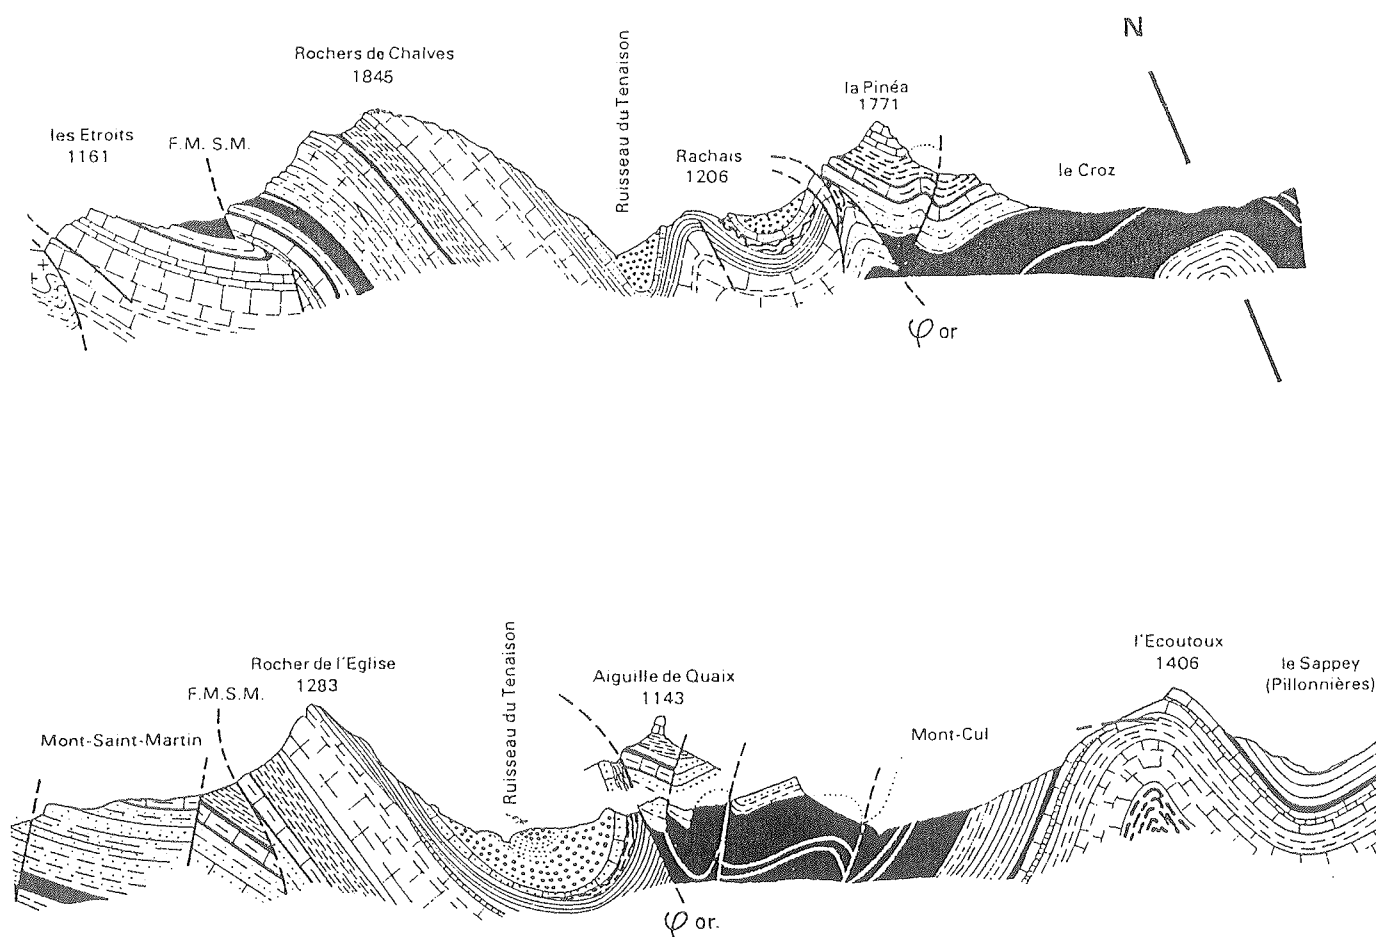 N
Rochers de Chalves
1845
Ruisseau du Tenaison
la Pinéa
1771
les Etroits
1161
F.M. S.M.
Rachais
1206
le Croz
φ or
l'Ecoutoux
1406
le Sappey
(Pillonnières)
Rocher de l'Eglise
1283
F.M.S.M.
Ruisseau du Tenaison
Aiguille de Quaix
1143
Mont-Saint-Martin
Mont-Cul
φ or.